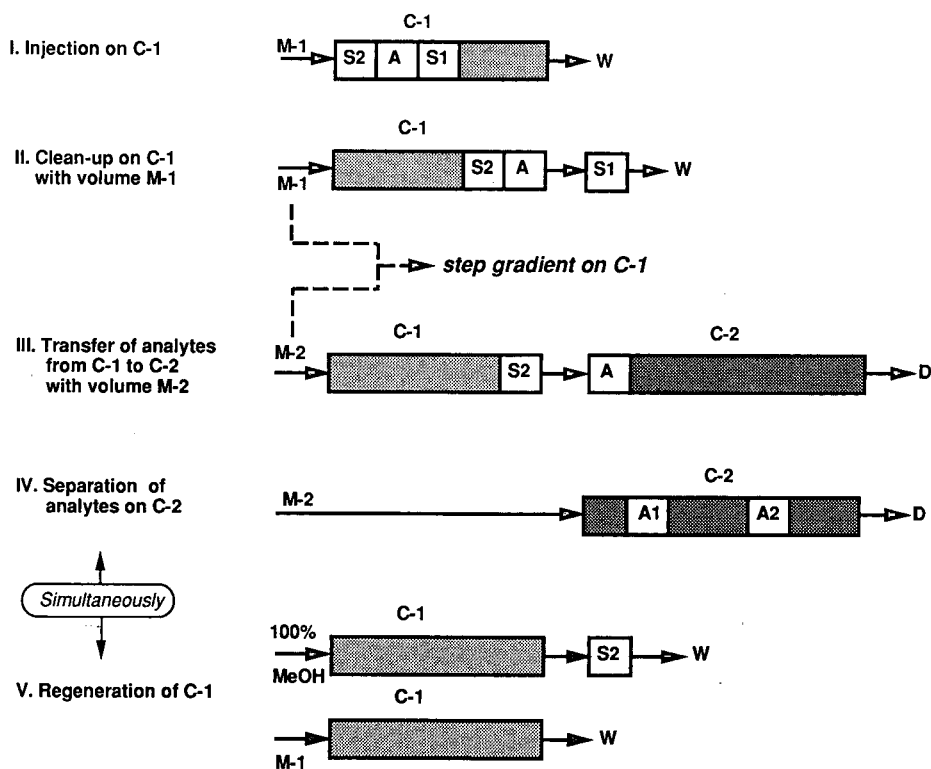 C-1
I. Injection on C-1
M-1
S2 A S1
W
C-1
II. Clean-up on C-1
with volume M-1
M-1
S2 A
S1
W
step gradient on C-1
III. Transfer of analytes
from C-1 to C-2
with volume M-2
C-1
C-2
M-2
S2
A
D
IV. Separation of
analytes on C-2
C-2
M-2
A1
A2
D
Simultaneously
V. Regeneration of C-1
C-1
100%
MeOH
S2
W
C-1
M-1
W